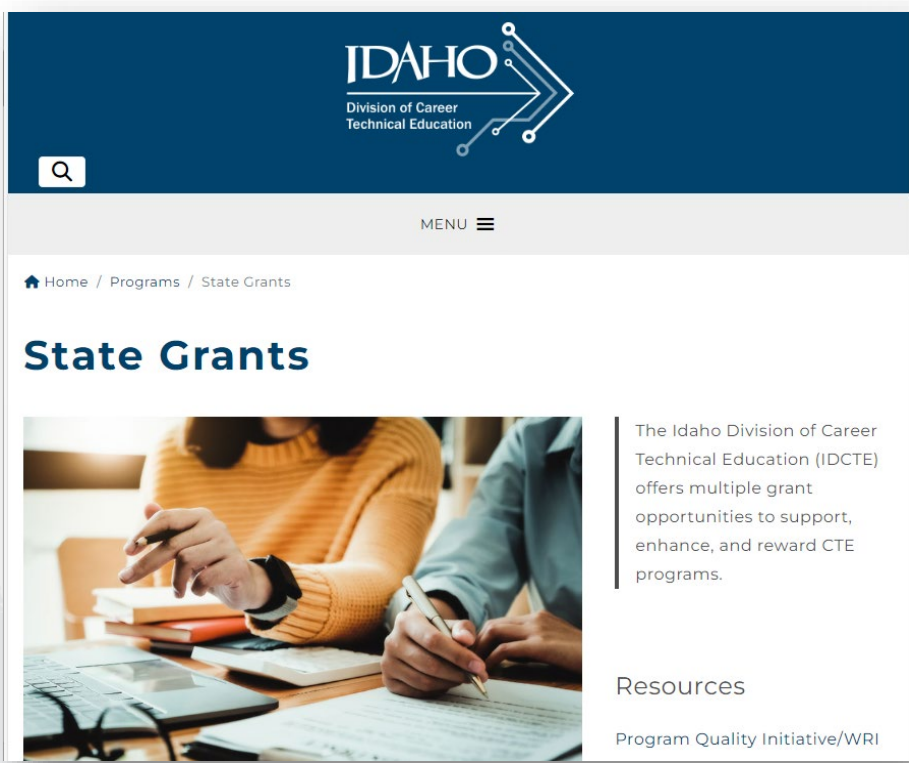 IDAHO
Division of Career
Technical Education
MENU
Home / Programs / State Grants
State Grants
The Idaho Division of Career
Technical Education (IDCTE)
offers multiple grant
opportunities to support,
enhance, and reward CTE
programs.
Resources
Program Quality Initiative/WRI